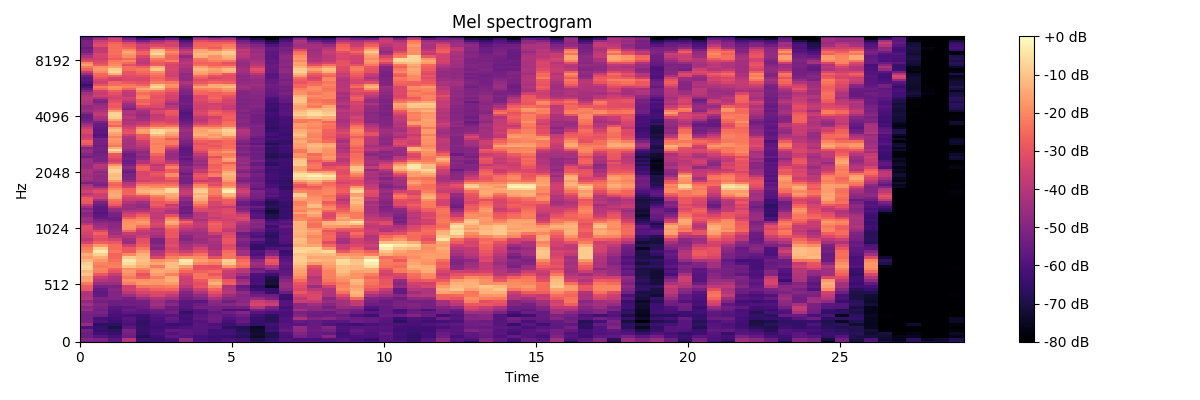 Mel spectrogram
Hz
8192
4096
2048
1024
512
0
0 5 10 15 20 25
Time
+0 dB
-10 dB
-20 dB
-30 dB
-40 dB
-50 dB
-60 dB
-70 dB
-80 dB